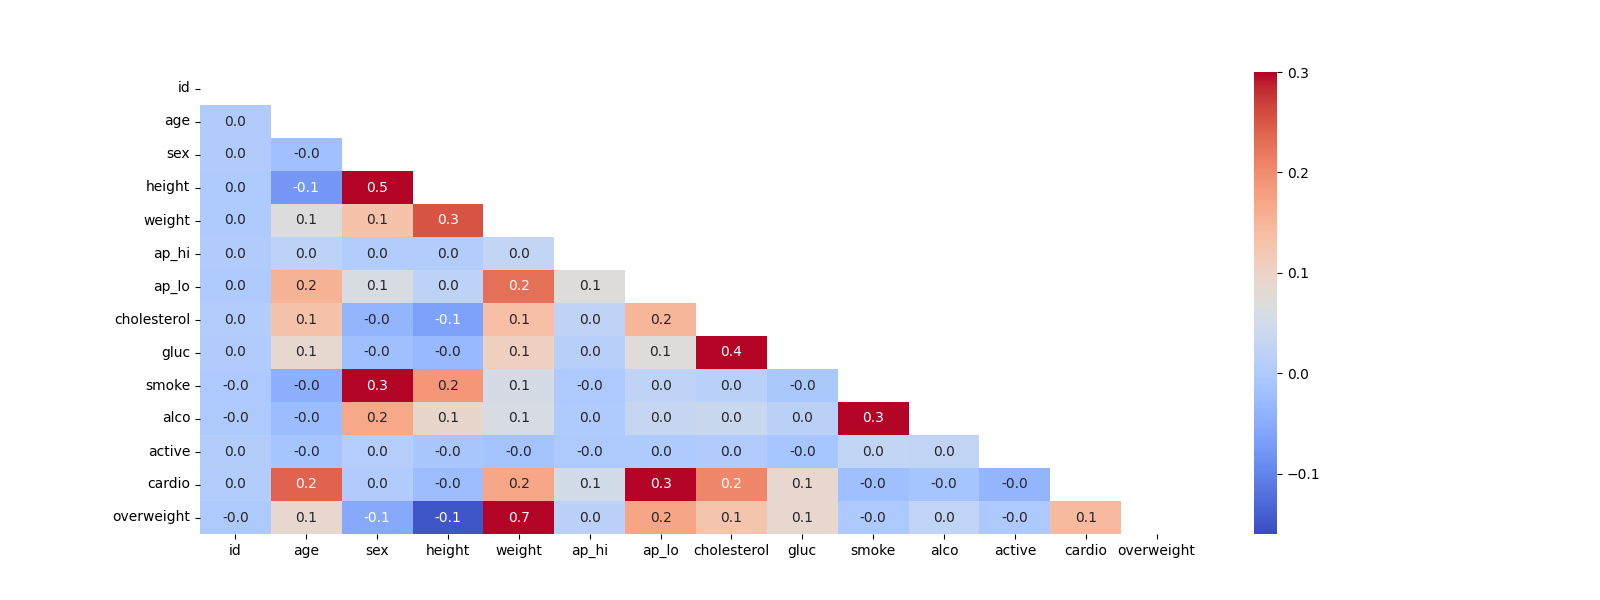 id
age 0.0
sex 0.0 -0.0
height 0.0 -0.1 0.5
weight 0.0 0.1 0.1 0.3
ap_hi 0.0 0.0 0.0 0.0 0.0
ap_lo 0.0 0.2 0.1 0.0 0.2 0.1
cholesterol 0.0 0.1 -0.0 -0.1 0.1 0.0 0.2
gluc 0.0 0.1 -0.0 -0.0 0.1 0.0 0.1 0.4
smoke -0.0 -0.0 0.3 0.2 0.1 -0.0 0.0 0.0 -0.0
alco -0.0 -0.0 0.2 0.1 0.1 0.0 0.0 0.0 0.0 0.3
active 0.0 -0.0 0.0 -0.0 -0.0 -0.0 0.0 0.0 -0.0 0.0 0.0
cardio 0.0 0.2 0.0 -0.0 0.2 0.1 0.3 0.2 0.1 -0.0 -0.0 -0.0
overweight -0.0 0.1 -0.1 -0.1 0.7 0.0 0.2 0.1 0.1 -0.0 0.0 -0.0 0.1
id age sex height weight ap_hi ap_lo cholesterol gluc smoke alco active cardio overweight
0.3
0.2
0.1
0.0
−0.1